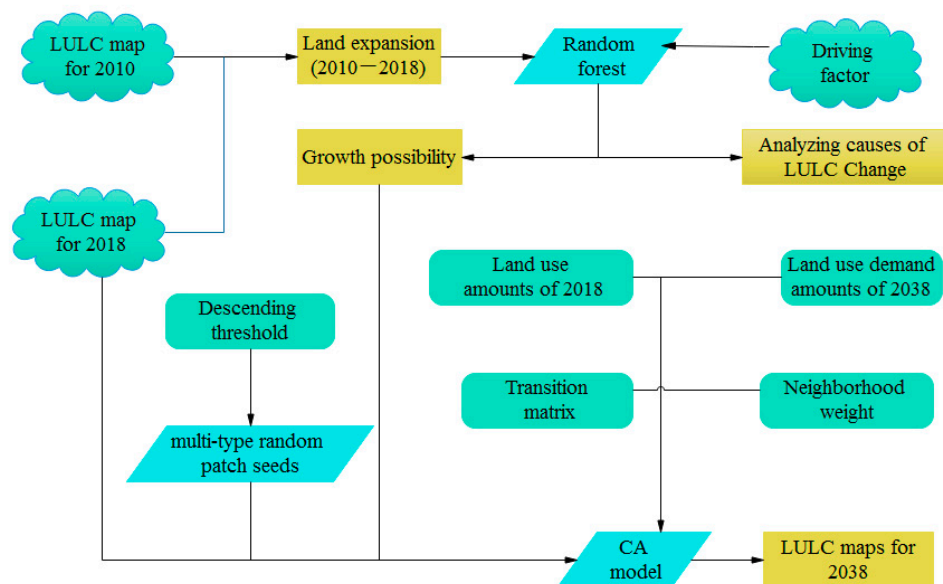 LULC map
for 2010
Land expansion
(2010－2018)
Random
forest
Driving
factor
Growth possibility
Analyzing causes of
LULC Change
LULC map
for 2018
Land use
amounts of 2018
Land use demand
amounts of 2038
Descending
threshold
Transition
matrix
Neighborhood
weight
multi-type random
patch seeds
CA
model
LULC maps for
2038